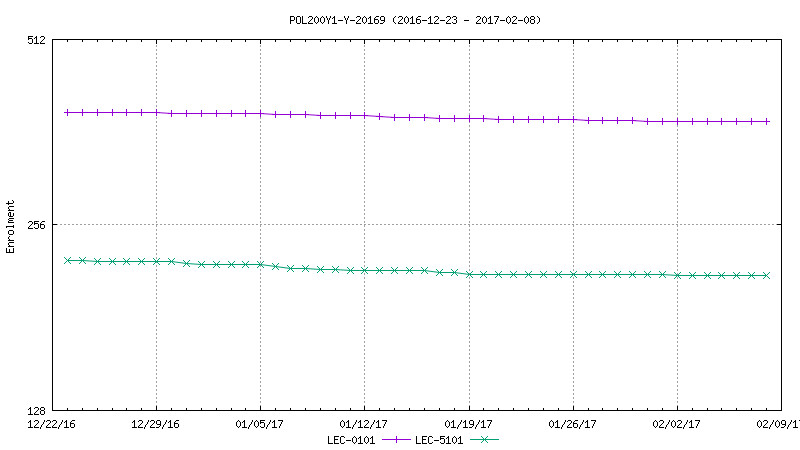 POL200Y1-Y-20169 (2016-12-23 - 2017-02-08)
512
256
128
Enrolment
12/22/16 12/29/16 01/05/17 01/12/17 01/19/17 01/26/17 02/02/17 02/09/17
LEC-0101 LEC-5101